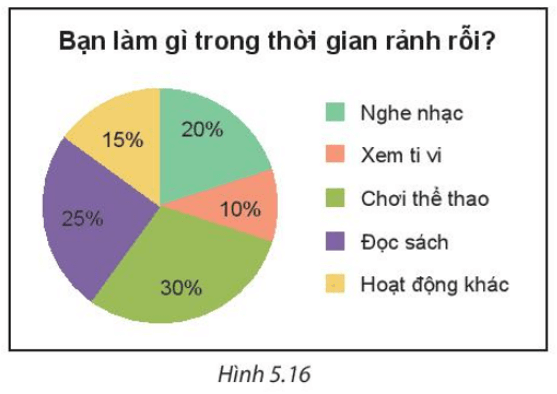 Bạn làm gì trong thời gian rảnh rỗi?
20%
10%
30%
25%
15%
Nghe nhạc
Xem ti vi
Chơi thể thao
Đọc sách
Hoạt động khác
Hình 5.16